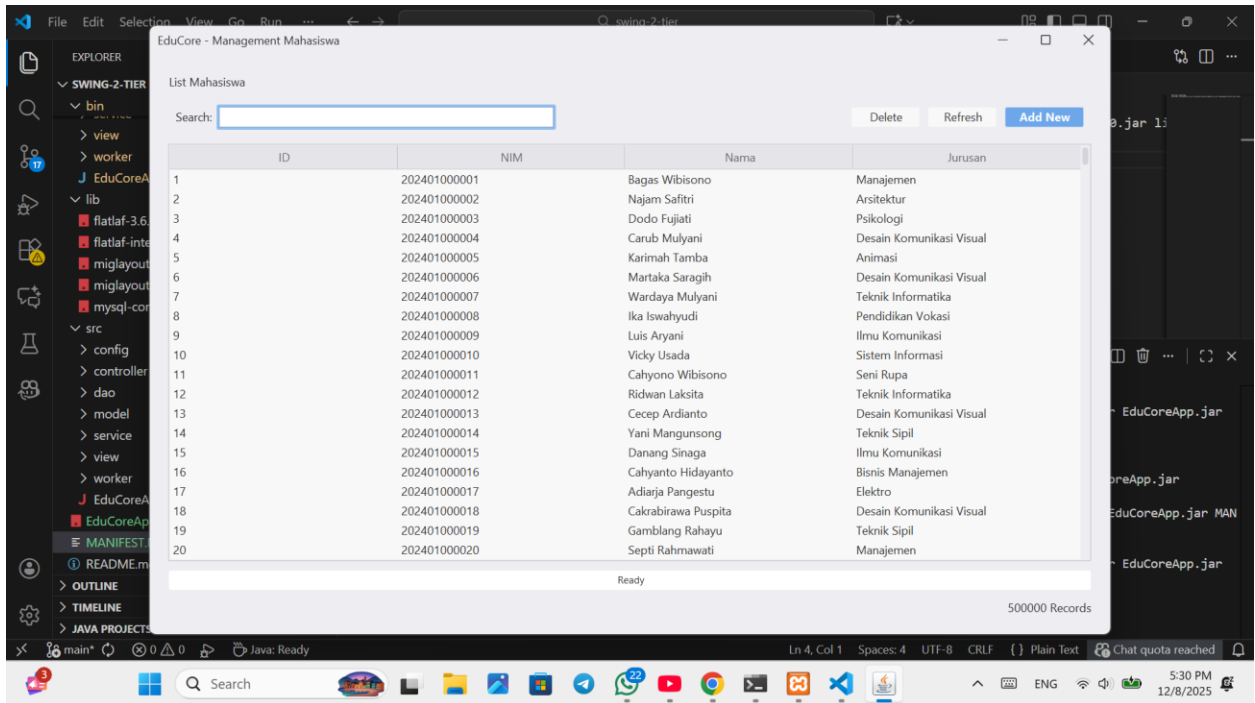 File Edit Selection View Go Run ··· swing-2-tier
EduCore - Management Mahasiswa
EXPLORER
SWING-2-TIER
bin
view
worker
EduCoreA
lib
flatlaf-3.6.
flatlaf-inte
miglayout
miglayout
mysql-cor
src
config
controller
dao
model
service
view
worker
EduCoreA
EduCoreAp
MANIFEST.
README.m
OUTLINE
TIMELINE
JAVA PROJECTS
List Mahasiswa
Search: Delete Refresh Add New
ID NIM Nama Jurusan
1 202401000001 Bagas Wibisono Manajemen
2 202401000002 Najam Safitri Arsitektur
3 202401000003 Dodo Fujiati Psikologi
4 202401000004 Carub Mulyani Desain Komunikasi Visual
5 202401000005 Karimah Tamba Animasi
6 202401000006 Martaka Saragih Desain Komunikasi Visual
7 202401000007 Wardaya Mulyani Teknik Informatika
8 202401000008 Ika Iswahyudi Pendidikan Vokasi
9 202401000009 Luis Aryani Ilmu Komunikasi
10 202401000010 Vicky Usada Sistem Informasi
11 202401000011 Cahyono Wibisono Seni Rupa
12 202401000012 Ridwan Laksita Teknik Informatika
13 202401000013 Cecep Ardianto Desain Komunikasi Visual
14 202401000014 Yani Mangunsong Teknik Sipil
15 202401000015 Danang Sinaga Ilmu Komunikasi
16 202401000016 Cahyanto Hidayanto Bisnis Manajemen
17 202401000017 Adiarja Pangestu Elektro
18 202401000018 Cakrabirawa Puspita Desain Komunikasi Visual
19 202401000019 Gamblang Rahayu Teknik Sipil
20 202401000020 Septi Rahmawati Manajemen
Ready
500000 Records
0.jar li
r EduCoreApp.jar
oreApp.jar
EduCoreApp.jar MAN
r EduCoreApp.jar
17
main* 0 0 Java: Ready Ln 4, Col 1 Spaces: 4 UTF-8 CRLF { } Plain Text Chat quota reached
3 Search 22 ENG 5:30 PM
12/8/2025